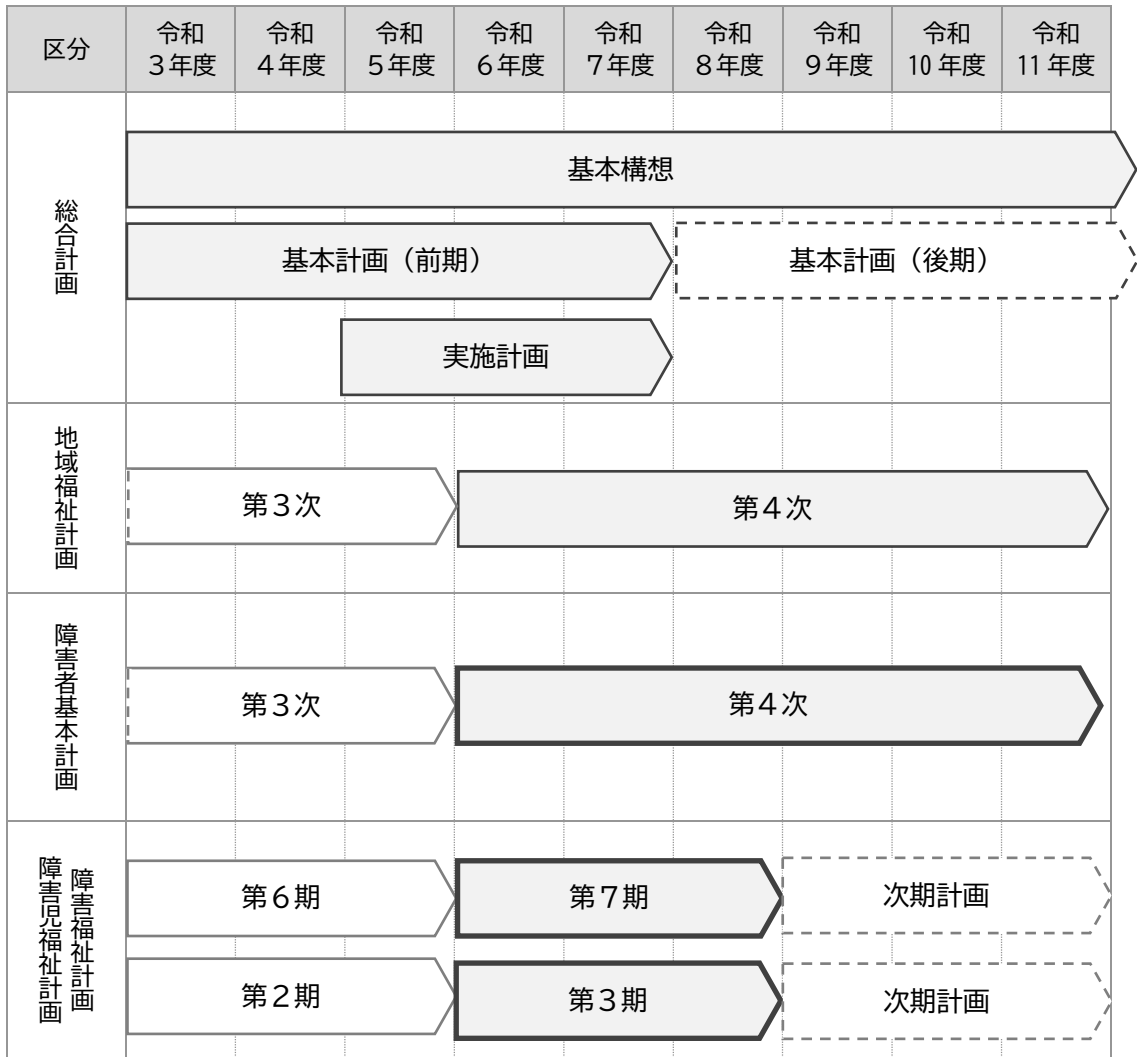 区分
令和
３年度
令和
４年度
令和
５年度
令和
６年度
令和
７年度
令和
８年度
令和
９年度
令和
10年度
令和
11年度
総合計画
基本構想
基本計画（前期）
基本計画（後期）
実施計画
地域福祉計画
第３次
第４次
障害者基本計画
第３次
第４次
障害福祉計画
障害児福祉計画
第６期
第７期
次期計画
第２期
第３期
次期計画